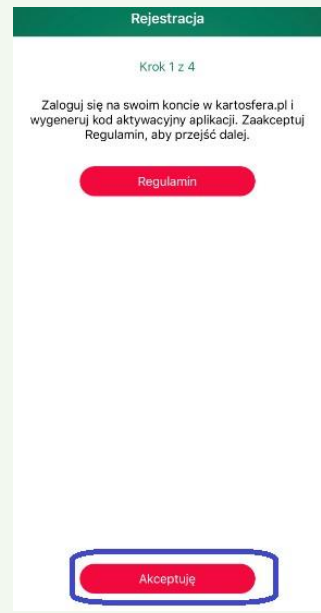 Rejestracja
Krok 1 z 4
Zaloguj się na swoim koncie w kartosfera.pl i
wygeneruj kod aktywacyjny aplikacji. Zaakceptuj
Regulamin, aby przejść dalej.
Regulamin
Akceptuję